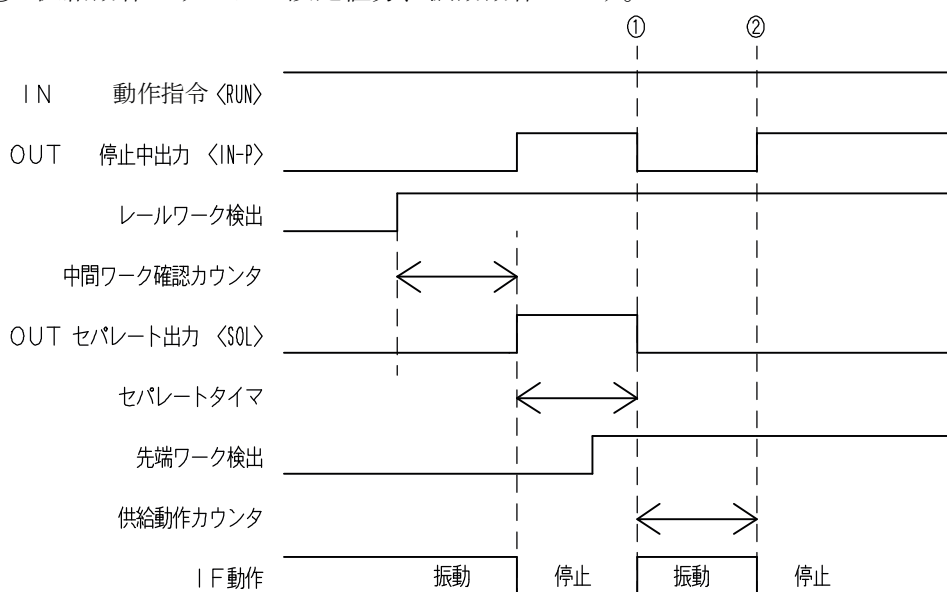 ① ②
IN 動作指令〈RUN〉
OUT 停止中出力 〈IN-P〉
レールワーク検出
中間ワーク確認カウンタ
OUT セパレート出力 〈SOL〉
セパレートタイマ
先端ワーク検出
供給動作カウンタ
IF動作 振動 停止 振動 停止